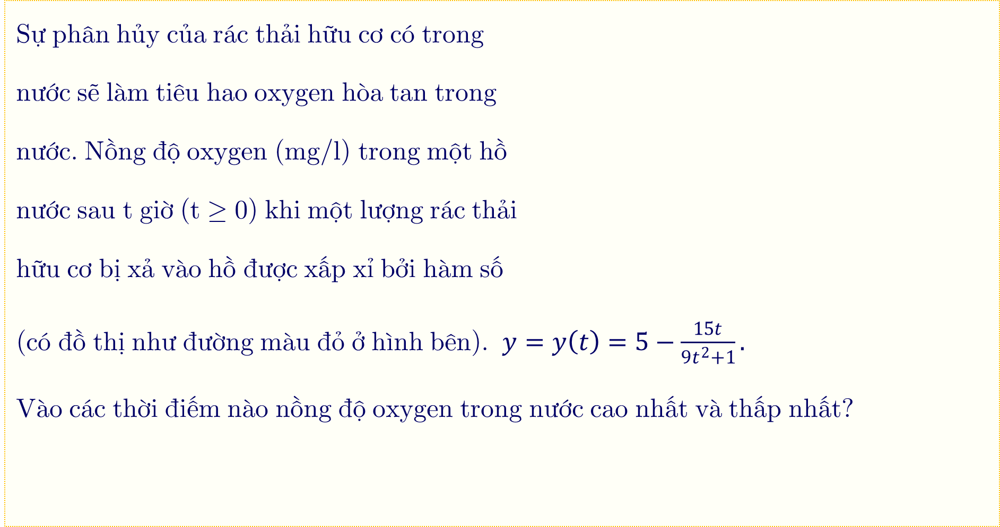 Sự phân hủy của rác thải hữu cơ có trong
nước sẽ làm tiêu hao oxygen hòa tan trong
nước. Nồng độ oxygen (mg/l) trong một hồ
nước sau t giờ (t ≥ 0) khi một lượng rác thải
hữu cơ bị xả vào hồ được xấp xỉ bởi hàm số
(có đồ thị như đường màu đỏ ở hình bên). y = y(t) = 5 − \frac{15t}{9t^2+1}.
Vào các thời điếm nào nồng độ oxygen trong nước cao nhất và thấp nhất?